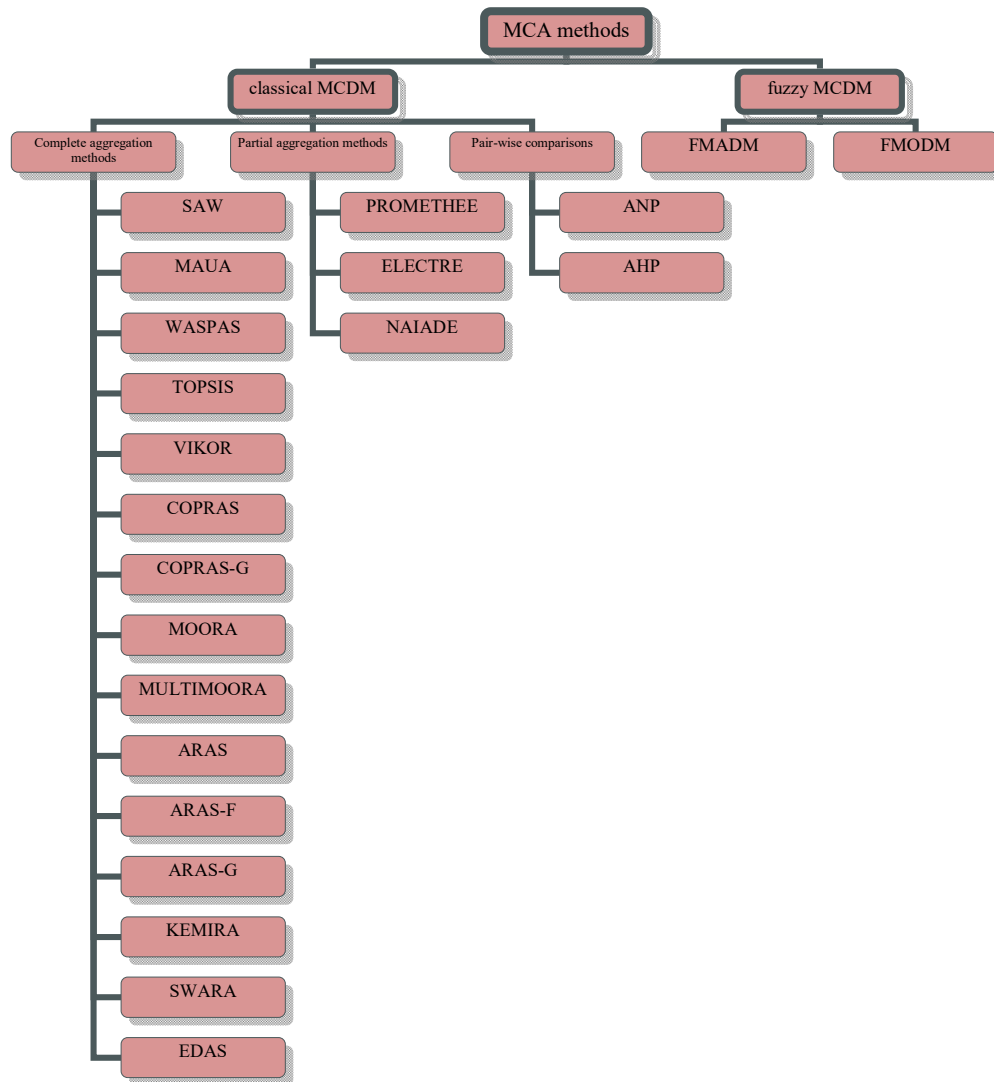 MCA methods
classical MCDM
fuzzy MCDM
Complete aggregation
methods
Partial aggregation methods
Pair-wise comparisons
FMADM
FMODM
SAW
PROMETHEE
ANP
MAUA
ELECTRE
AHP
WASPAS
NAIADE
TOPSIS
VIKOR
COPRAS
COPRAS-G
MOORA
MULTIMOORA
ARAS
ARAS-F
ARAS-G
KEMIRA
SWARA
EDAS